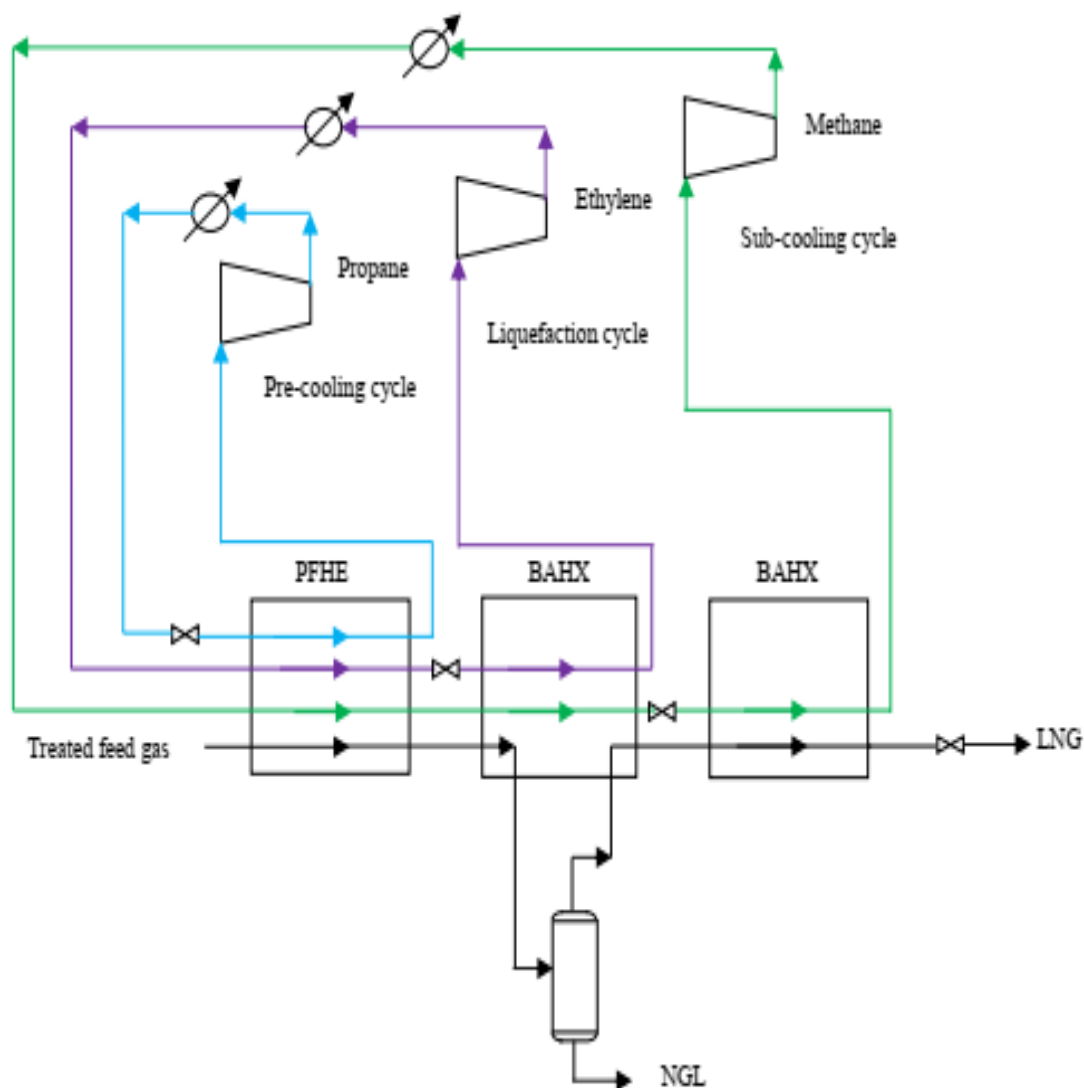 Methane
Ethylene
Sub-cooling cycle
Propane
Liquefaction cycle
Pre-cooling cycle
PFHE
BAHX
BAHX
Treated feed gas
LNG
NGL